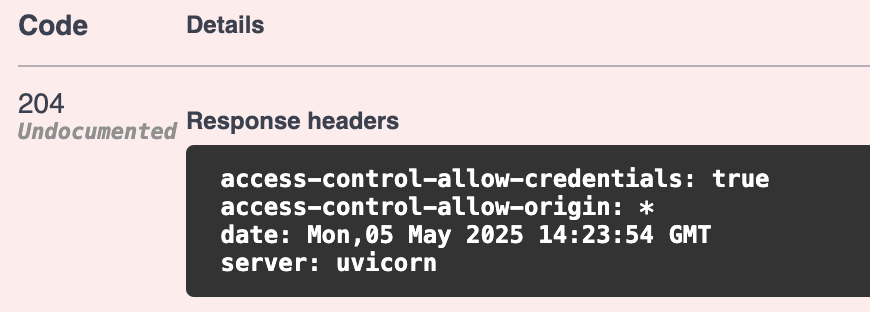 Code Details
204
Undocumented
Response headers
access-control-allow-credentials: true
access-control-allow-origin: *
date: Mon,05 May 2025 14:23:54 GMT
server: uvicorn